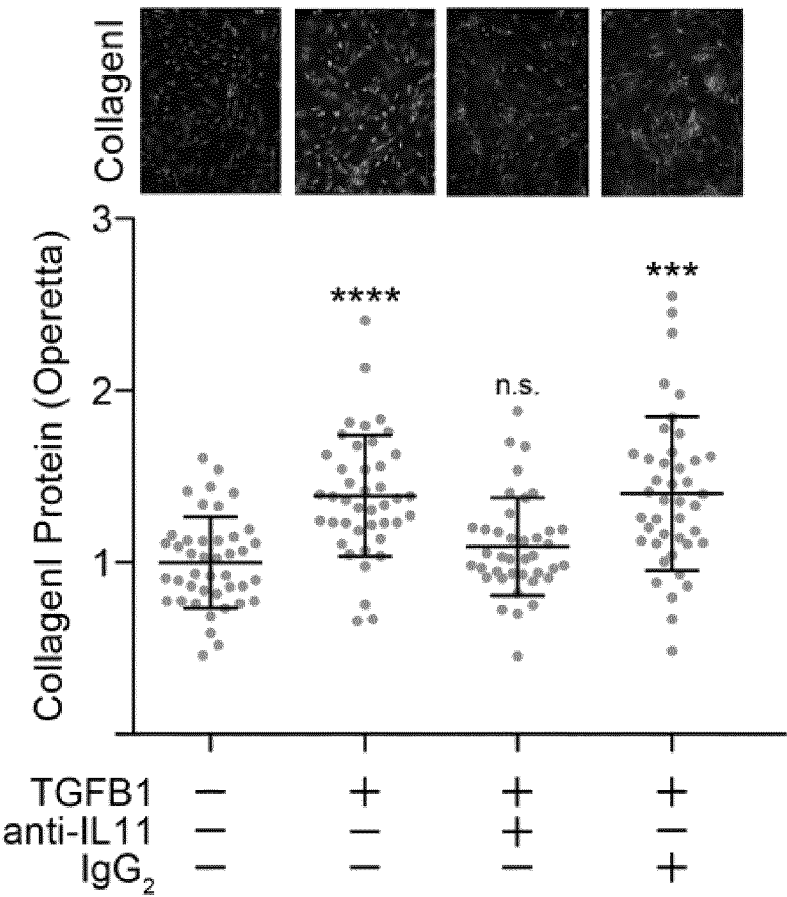 CollagenI
CollagenI Protein (Operetta)
3
2
1
****
n.s.
***
TGFB1 − + + +
anti-IL11 − − + −
IgG₂ − − − +